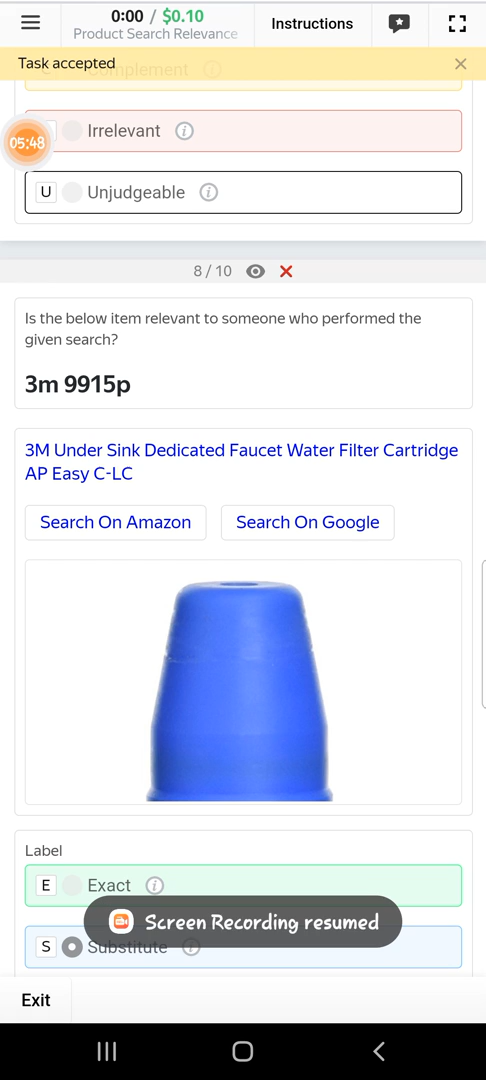 0:00 / $0.10
Product Search Relevance
Instructions
Task accepted
Complement
Irrelevant
05:48
U Unjudgeable
8 / 10
Is the below item relevant to someone who performed the
given search?
3m 9915p
3M Under Sink Dedicated Faucet Water Filter Cartridge
AP Easy C-LC
Search On Amazon
Search On Google
Label
E Exact
Screen Recording resumed
S Substitute
Exit